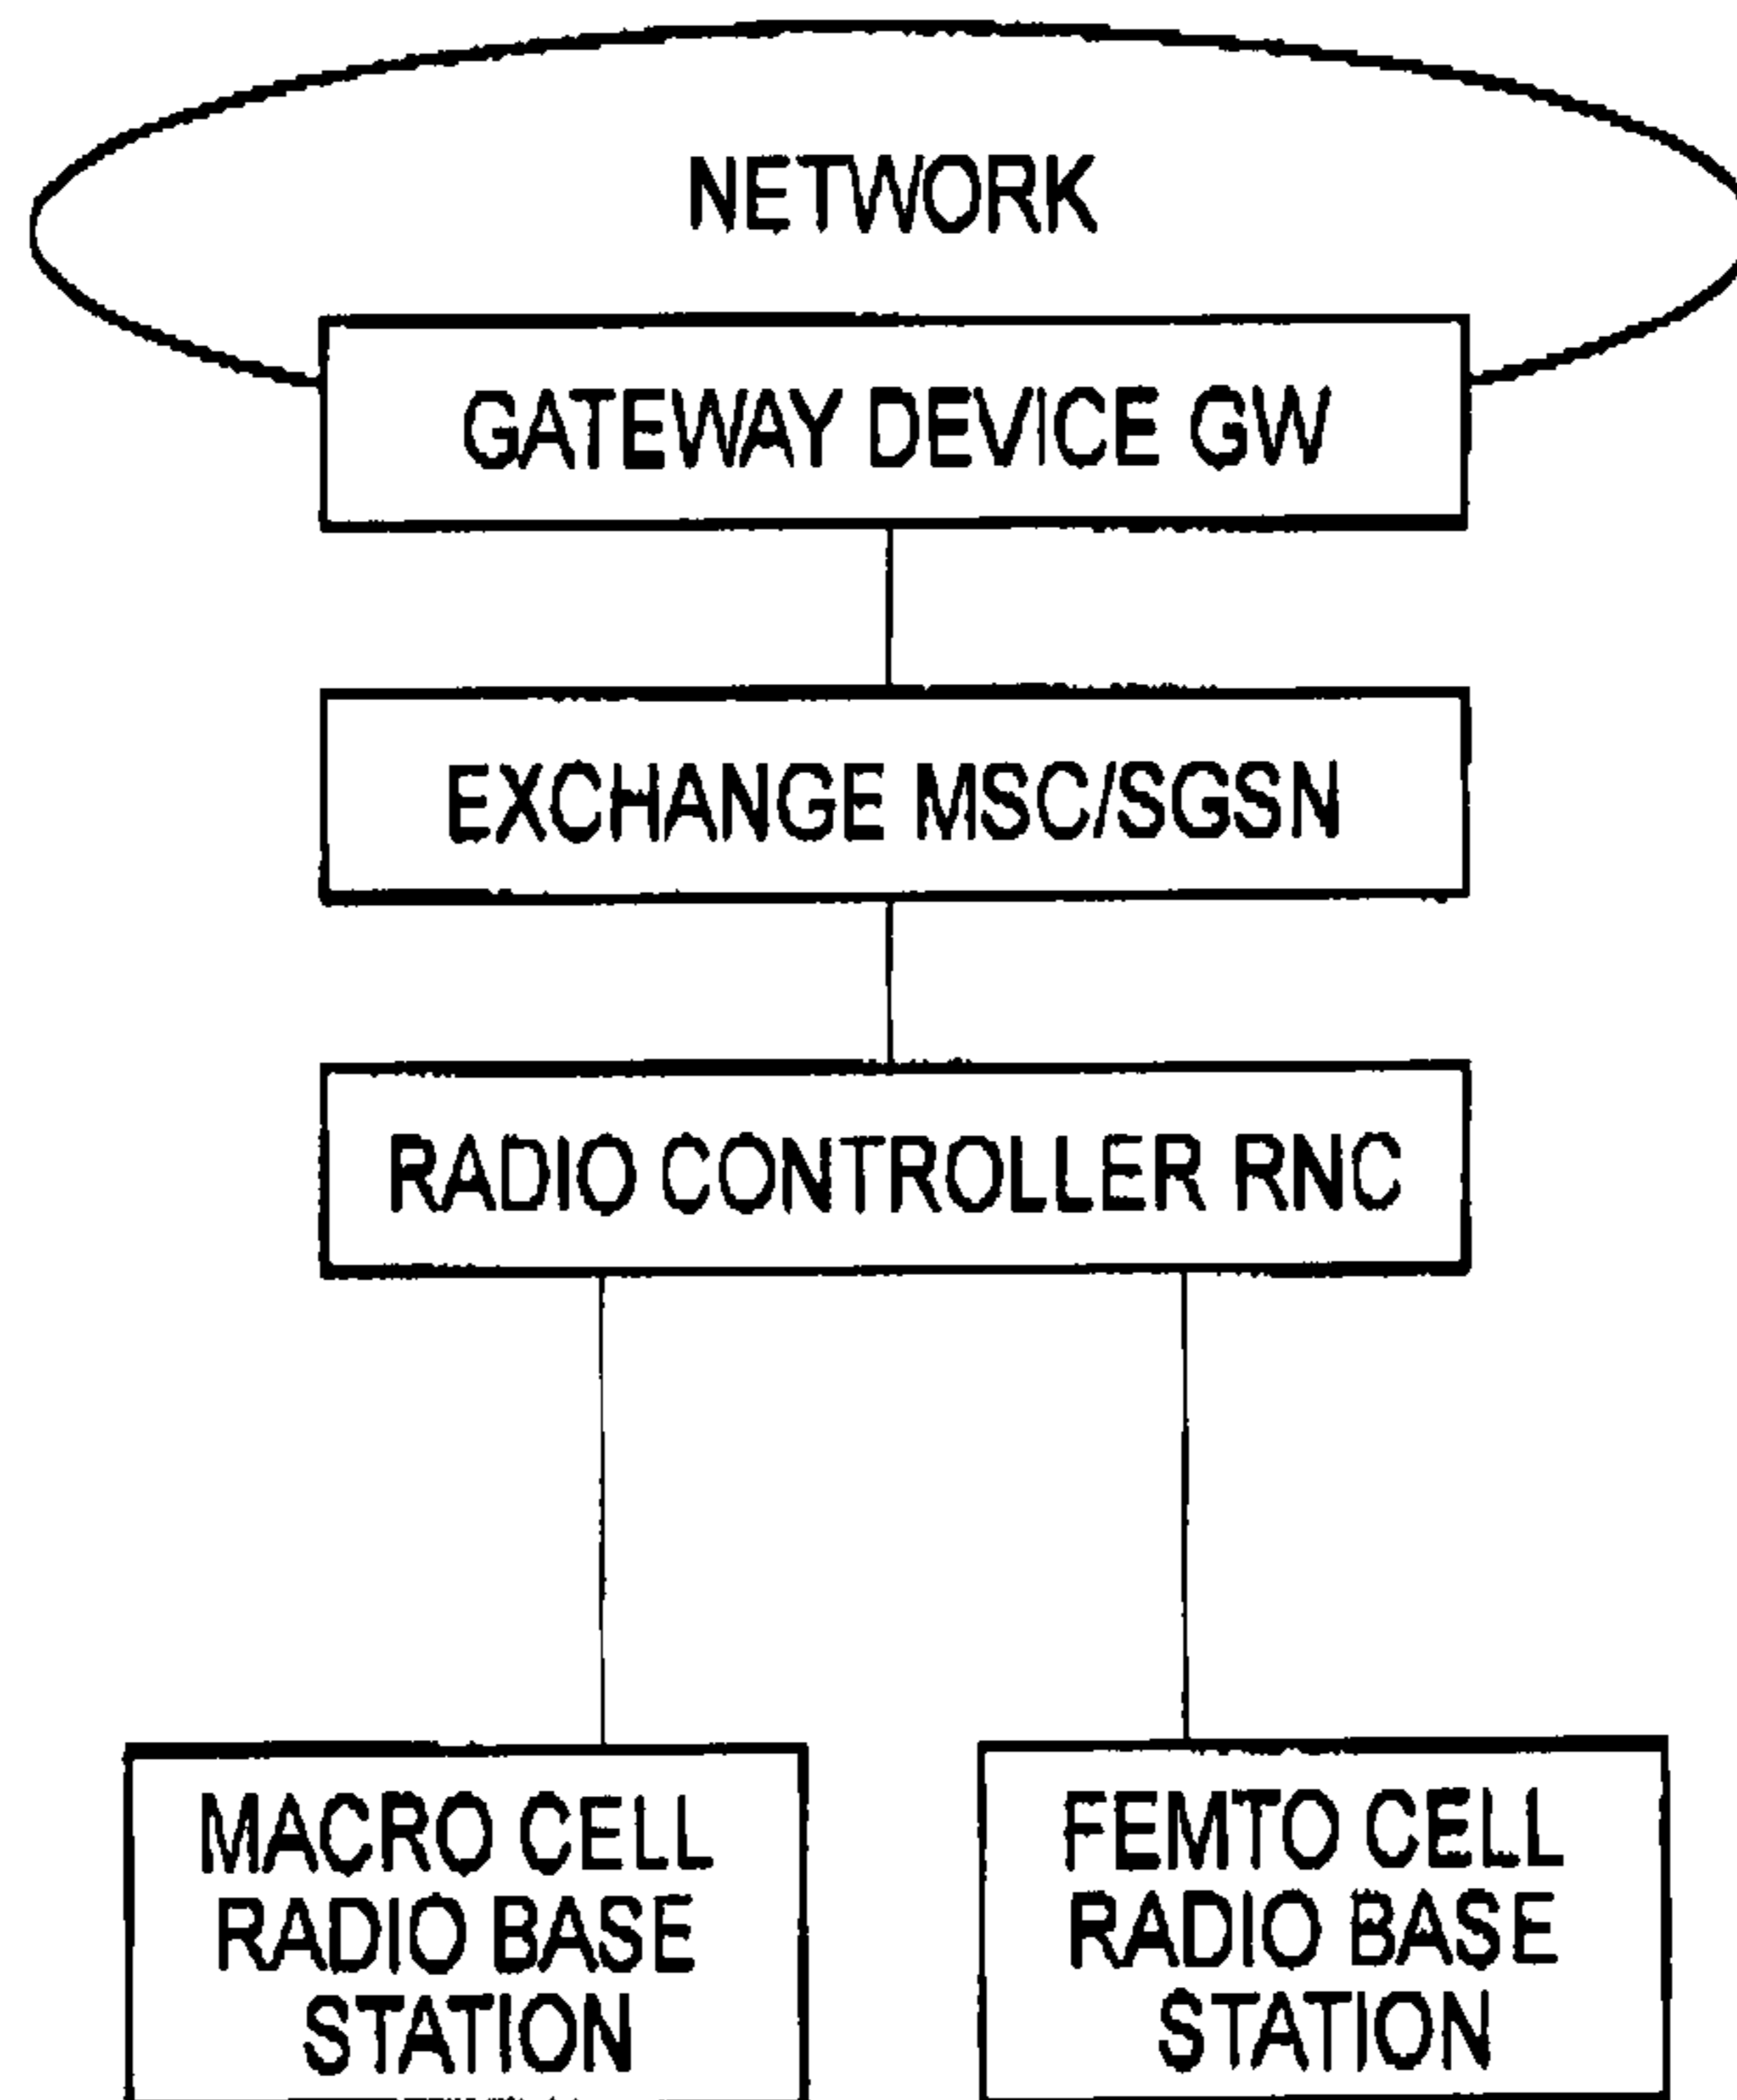 NETWORK
GATEWAY DEVICE GW
EXCHANGE MSC/SGSN
RADIO CONTROLLER RNC
MACRO CELL
RADIO BASE
STATION
FEMTO CELL
RADIO BASE
STATION